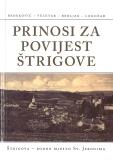 PRINOSI ZA
POVIJEST
ŠTRIGOVE
ŠTRIGOVA – RODNO MJESTO SV. JERONIMA